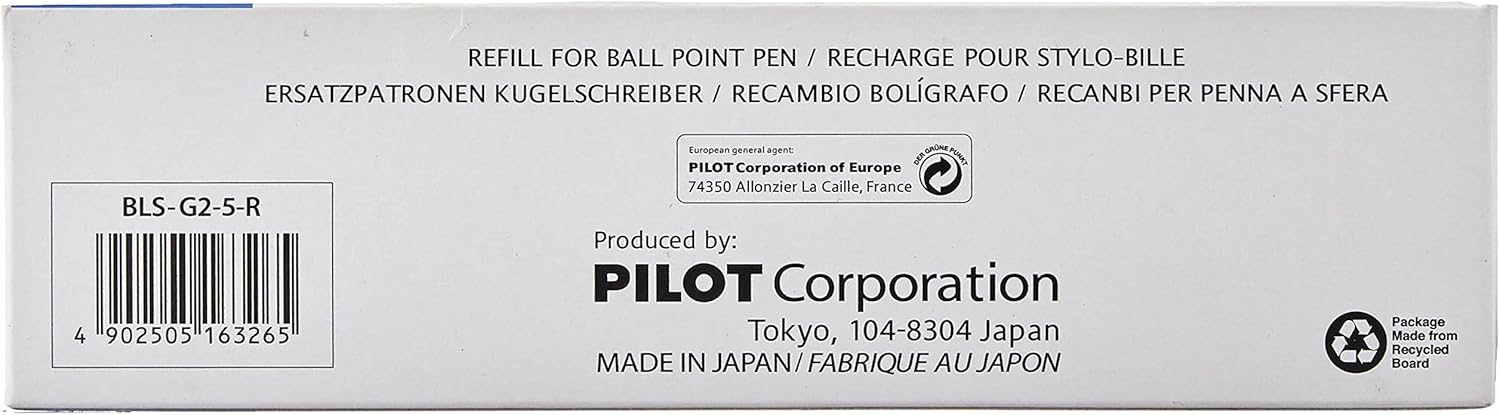 REFILL FOR BALL POINT PEN / RECHARGE POUR STYLO-BILLE
ERSATZPATRONEN KUGELSCHREIBER / RECAMBIO BOLÍGRAFO / RECANBI PER PENNA A SFERA
European general agent:
PILOT Corporation of Europe
74350 Allonzier La Caille, France
DER GRÜNE PUNKT
BLS-G2-5-R
4 902505 163265
Produced by:
PILOT Corporation
Tokyo, 104-8304 Japan
MADE IN JAPAN/ FABRIQUE AU JAPON
Package
Made from
Recycled
Board